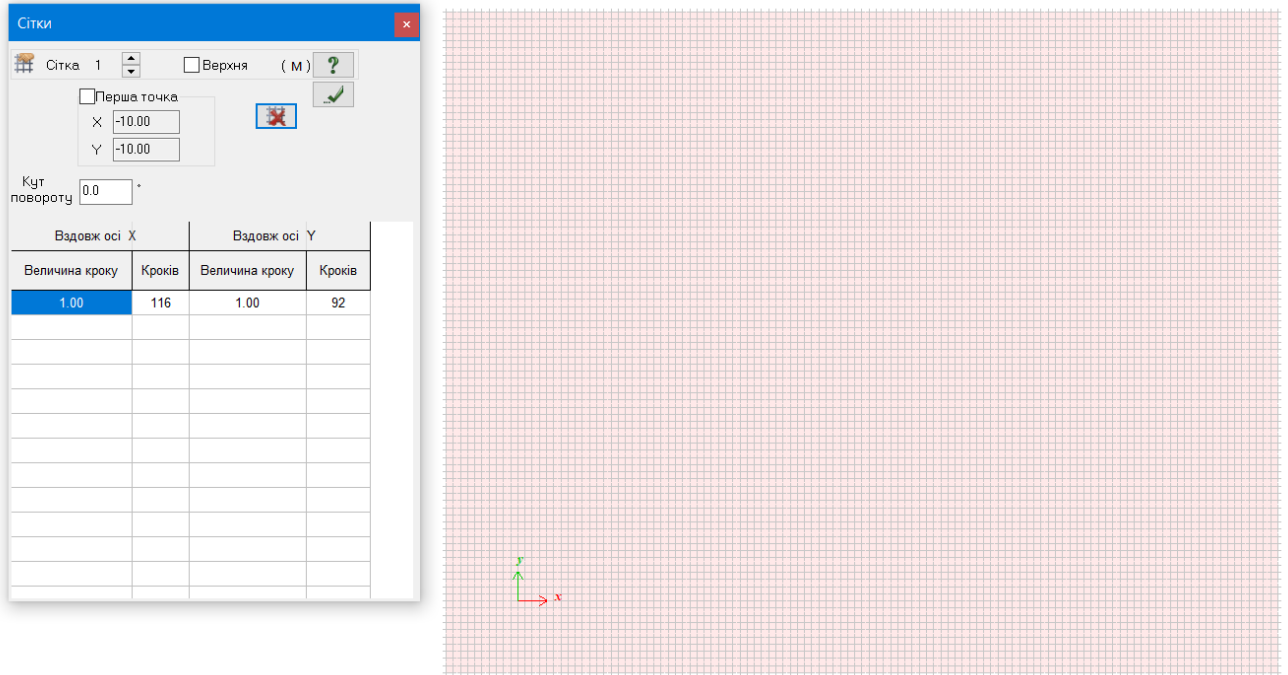 Сітки
Сітка 1 Верхня ( м ) ?
Перша точка
X -10.00
Y -10.00
Кут повороту 0.0 °
Вздовж осі X Вздовж осі Y
Величина кроку Кроків Величина кроку Кроків
1.00 116 1.00 92
y
x